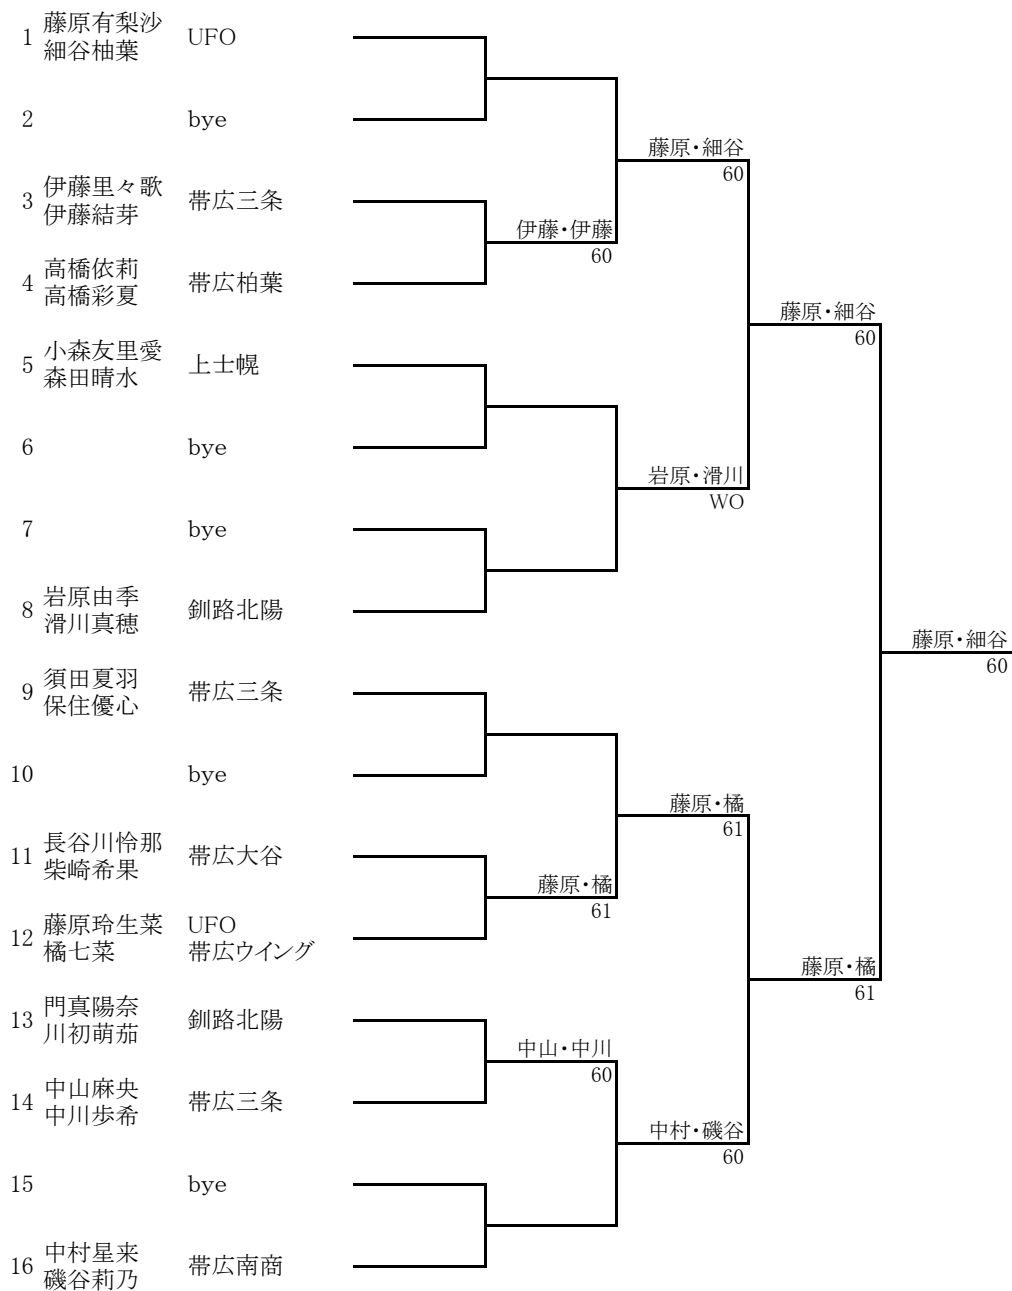 1 藤原有梨沙 UFO
細谷柚葉
2 bye
藤原・細谷
60
3 伊藤里々歌 帯広三条
伊藤結芽
伊藤・伊藤
60
4 高橋依莉 帯広柏葉
高橋彩夏
藤原・細谷
60
5 小森友里愛 上士幌
森田晴水
6 bye
岩原・滑川
WO
7 bye
8 岩原由季 釧路北陽
滑川真穂
藤原・細谷
60
9 須田夏羽 帯広三条
保住優心
10 bye
藤原・橘
61
11 長谷川怜那 帯広大谷
柴崎希果
藤原・橘
61
12 藤原玲生菜 UFO
橘七菜 帯広ウイング
藤原・橘
61
13 門真陽奈 釧路北陽
川初萌茄
中山・中川
60
14 中山麻央 帯広三条
中川歩希
中村・磯谷
60
15 bye
16 中村星来 帯広南商
磯谷莉乃